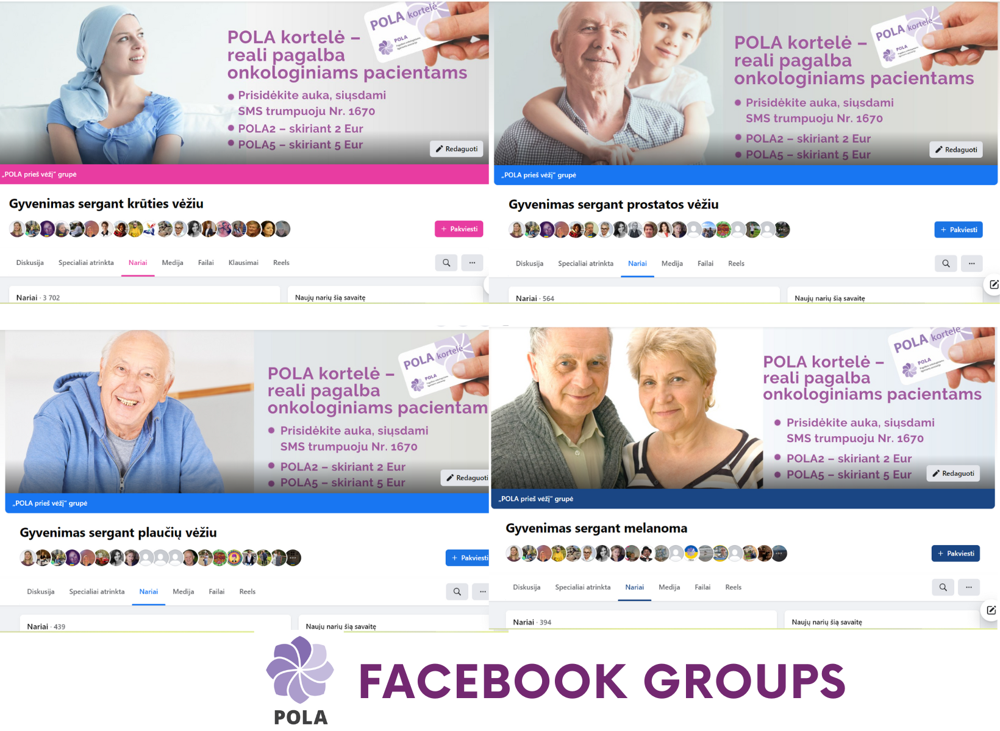 POLA kortelė
POLA
POLA kortelė –
reali pagalba
onkologiniams pacientams
Prisidėkite auka, siųsdami
SMS trumpuoju Nr. 1670
POLA2 – skiriant 2 Eur
POLA5 – skiriant 5 Eur
Redaguoti
„POLA prieš vėžį“ grupė
Gyvenimas sergant krūties vėžiu
+ Pakviesti
Diskusija Specialiai atrinkta Nariai Medija Failai Klausimai Reels
Nariai · 3 702
Naujų narių šią savaitę
POLA kortelė
POLA
POLA kortelė –
reali pagalba
onkologiniams pacientams
Prisidėkite auka, siųsdami
SMS trumpuoju Nr. 1670
POLA2 – skiriant 2 Eur
POLA5 – skiriant 5 Eur
Redaguoti
„POLA prieš vėžį“ grupė
Gyvenimas sergant prostatos vėžiu
+ Pakviesti
Diskusija Specialiai atrinkta Nariai Medija Failai Reels
Nariai · 564
Naujų narių šią savaitę
POLA kortelė
POLA
POLA kortelė –
reali pagalba
onkologiniams pacientam
Prisidėkite auka, siųsdami
SMS trumpuoju Nr. 1670
POLA2 – skiriant 2 Eur
POLA5 – skiriant 5 Eur
Redaguoti
„POLA prieš vėžį“ grupė
Gyvenimas sergant plaučių vėžiu
+ Pakviesti
Diskusija Specialiai atrinkta Nariai Medija Failai Reels
Nariai · 439
Naujų narių šią savaitę
POLA kortelė
POLA
POLA kortelė –
reali pagalba
onkologiniams pacientams
Prisidėkite auka, siųsdami
SMS trumpuoju Nr. 1670
POLA2 – skiriant 2 Eur
POLA5 – skiriant 5 Eur
Redaguoti
„POLA prieš vėžį“ grupė
Gyvenimas sergant melanoma
+ Pakviesti
Diskusija Specialiai atrinkta Nariai Medija Failai Reels
Nariai · 394
Naujų narių šią savaitę
POLA
FACEBOOK GROUPS